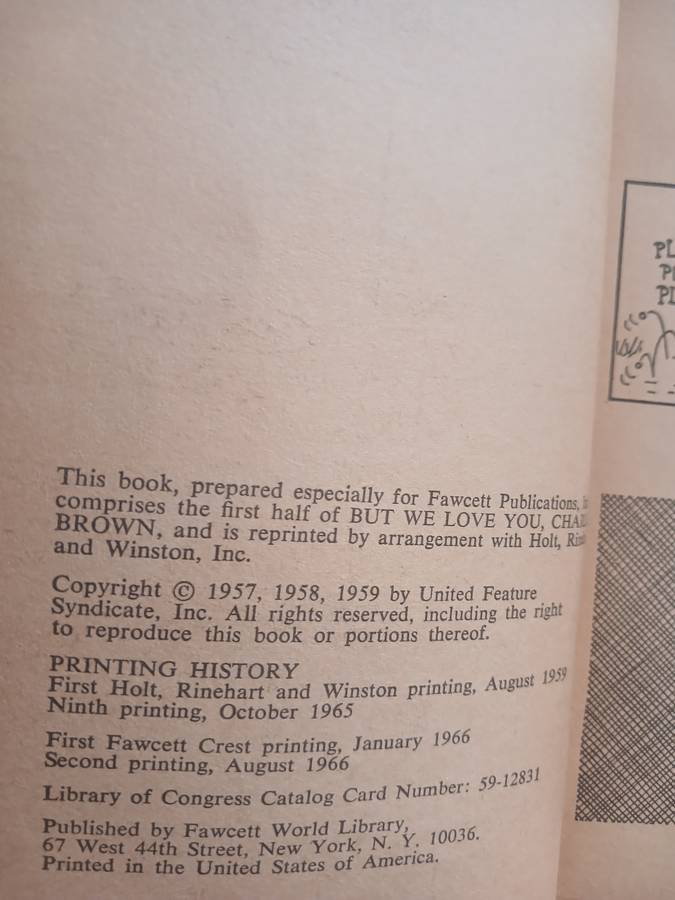 This book, prepared especially for Fawcett Publications,
comprises the first half of BUT WE LOVE YOU,
BROWN, and is reprinted by arrangement with Holt,
and Winston, Inc.
Copyright © 1957, 1958, 1959 by United Feature
Syndicate, Inc. All rights reserved, including the right
to reproduce this book or portions thereof.
PRINTING HISTORY
First Holt, Rinehart and Winston printing, August 1959
Ninth printing, October 1965
First Fawcett Crest printing, January 1966
Second printing, August 1966
Library of Congress Catalog Card Number: 59-12831
Published by Fawcett World Library,
67 West 44th Street, New York, N. Y. 10036.
Printed in the United States of America.